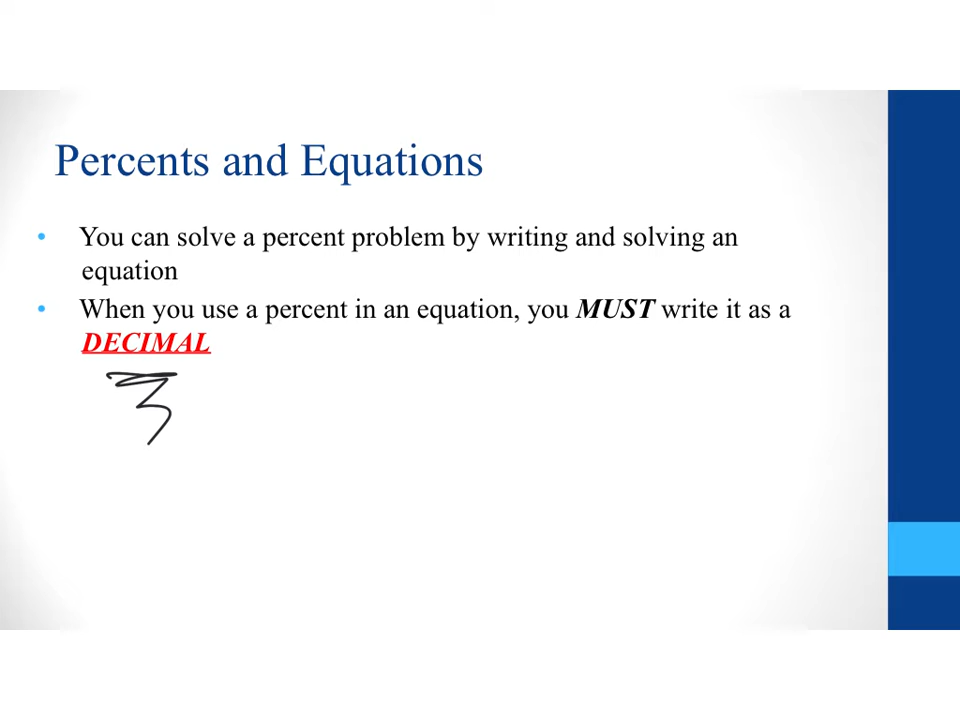 Percents and Equations
• You can solve a percent problem by writing and solving an
equation
• When you use a percent in an equation, you MUST write it as a
DECIMAL
3